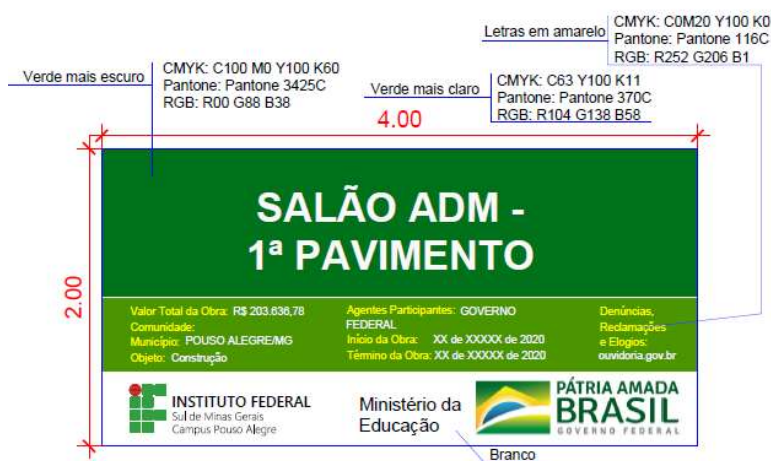 Letras em amarelo
CMYK: C0M20 Y100 K0
Pantone: Pantone 116C
RGB: R252 G206 B1
Verde mais escuro
CMYK: C100 M0 Y100 K60
Pantone: Pantone 3425C
RGB: R00 G88 B38
Verde mais claro
CMYK: C63 Y100 K11
Pantone: Pantone 370C
RGB: R104 G138 B58
4.00
2.00
SALÃO ADM -
1ª PAVIMENTO
Valor Total da Obra: R$ 203.636,78
Comunidade:
Município: POUSO ALEGRE/MG
Objeto: Construção
Agentes Participantes: GOVERNO
FEDERAL
Início da Obra: XX de XXXXX de 2020
Término da Obra: XX de XXXXX de 2020
Denúncias,
Reclamações
e Elogios:
ouvidoria.gov.br
INSTITUTO FEDERAL
Sul de Minas Gerais
Campus Pouso Alegre
Ministério da
Educação
PÁTRIA AMADA
BRASIL
GOVERNO FEDERAL
Branco